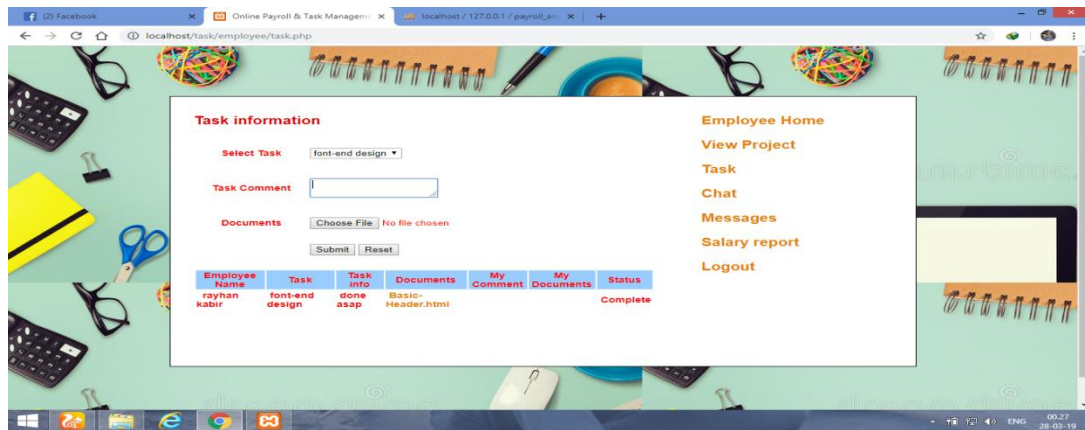 (2) Facebook
Online Payroll & Task Managem
localhost / 127.0.0.1 / payroll_an
localhost/task/employee/task.php
Task information
Select Task
font-end design
Task Comment
Documents
Choose File No file chosen
Submit Reset
Employee Name Task Task info Documents My Comment My Documents Status
rayhan kabir font-end design done asap Basic-Header.html Complete
Employee Home
View Project
Task
Chat
Messages
Salary report
Logout
ENG
00.27
28-03-19